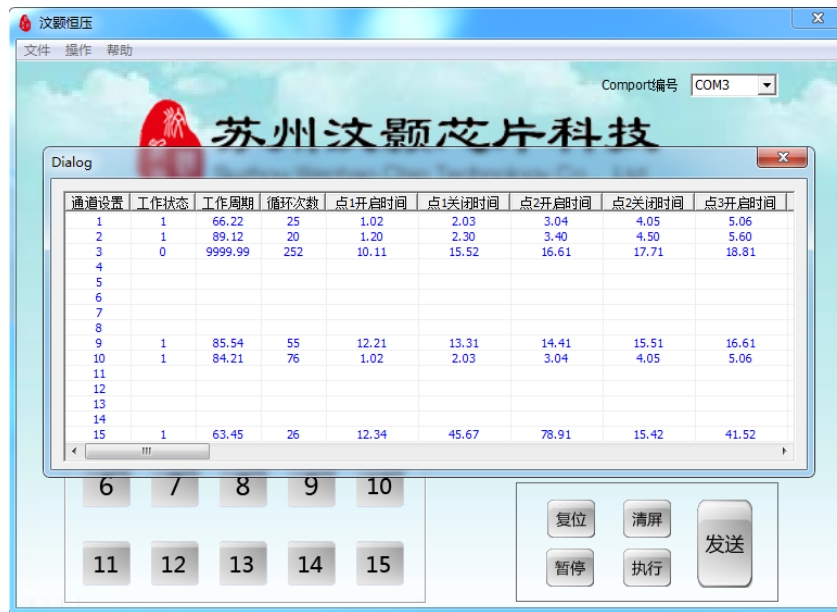 汶颢恒压
文件 操作 帮助
Comport编号 COM3
苏州汶颢芯片科技
Dialog
通道设置 工作状态 工作周期 循环次数 点1开启时间 点1关闭时间 点2开启时间 点2关闭时间 点3开启时间
1 1 66.22 25 1.02 2.03 3.04 4.05 5.06
2 1 89.12 20 1.20 2.30 3.40 4.50 5.60
3 0 9999.99 252 10.11 15.52 16.61 17.71 18.81
4
5
6
7
8
9 1 85.54 55 12.21 13.31 14.41 15.51 16.61
10 1 84.21 76 1.02 2.03 3.04 4.05 5.06
11
12
13
14
15 1 63.45 26 12.34 45.67 78.91 15.42 41.52
6 7 8 9 10
复位 清屏 发送
11 12 13 14 15
暂停 执行